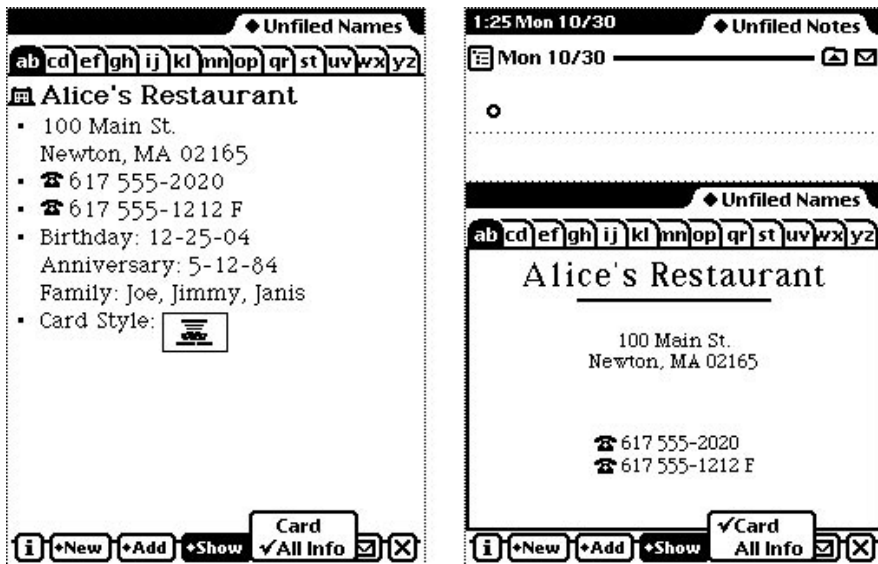 ◆Unfiled Names
ab cd ef gh ij kl mn op qr st uv wx yz
Alice's Restaurant
• 100 Main St.
Newton, MA 02165
• ☎617 555-2020
• ☎617 555-1212 F
• Birthday: 12-25-04
Anniversary: 5-12-84
Family: Joe, Jimmy, Janis
• Card Style:
Card
✓All Info
i ◆New ◆Add ◆Show X
1:25 Mon 10/30 ◆Unfiled Notes
Mon 10/30
◆Unfiled Names
ab cd ef gh ij kl mn op qr st uv wx yz
Alice's Restaurant
100 Main St.
Newton, MA 02165
☎617 555-2020
☎617 555-1212 F
✓Card
All Info
i ◆New ◆Add ◆Show X